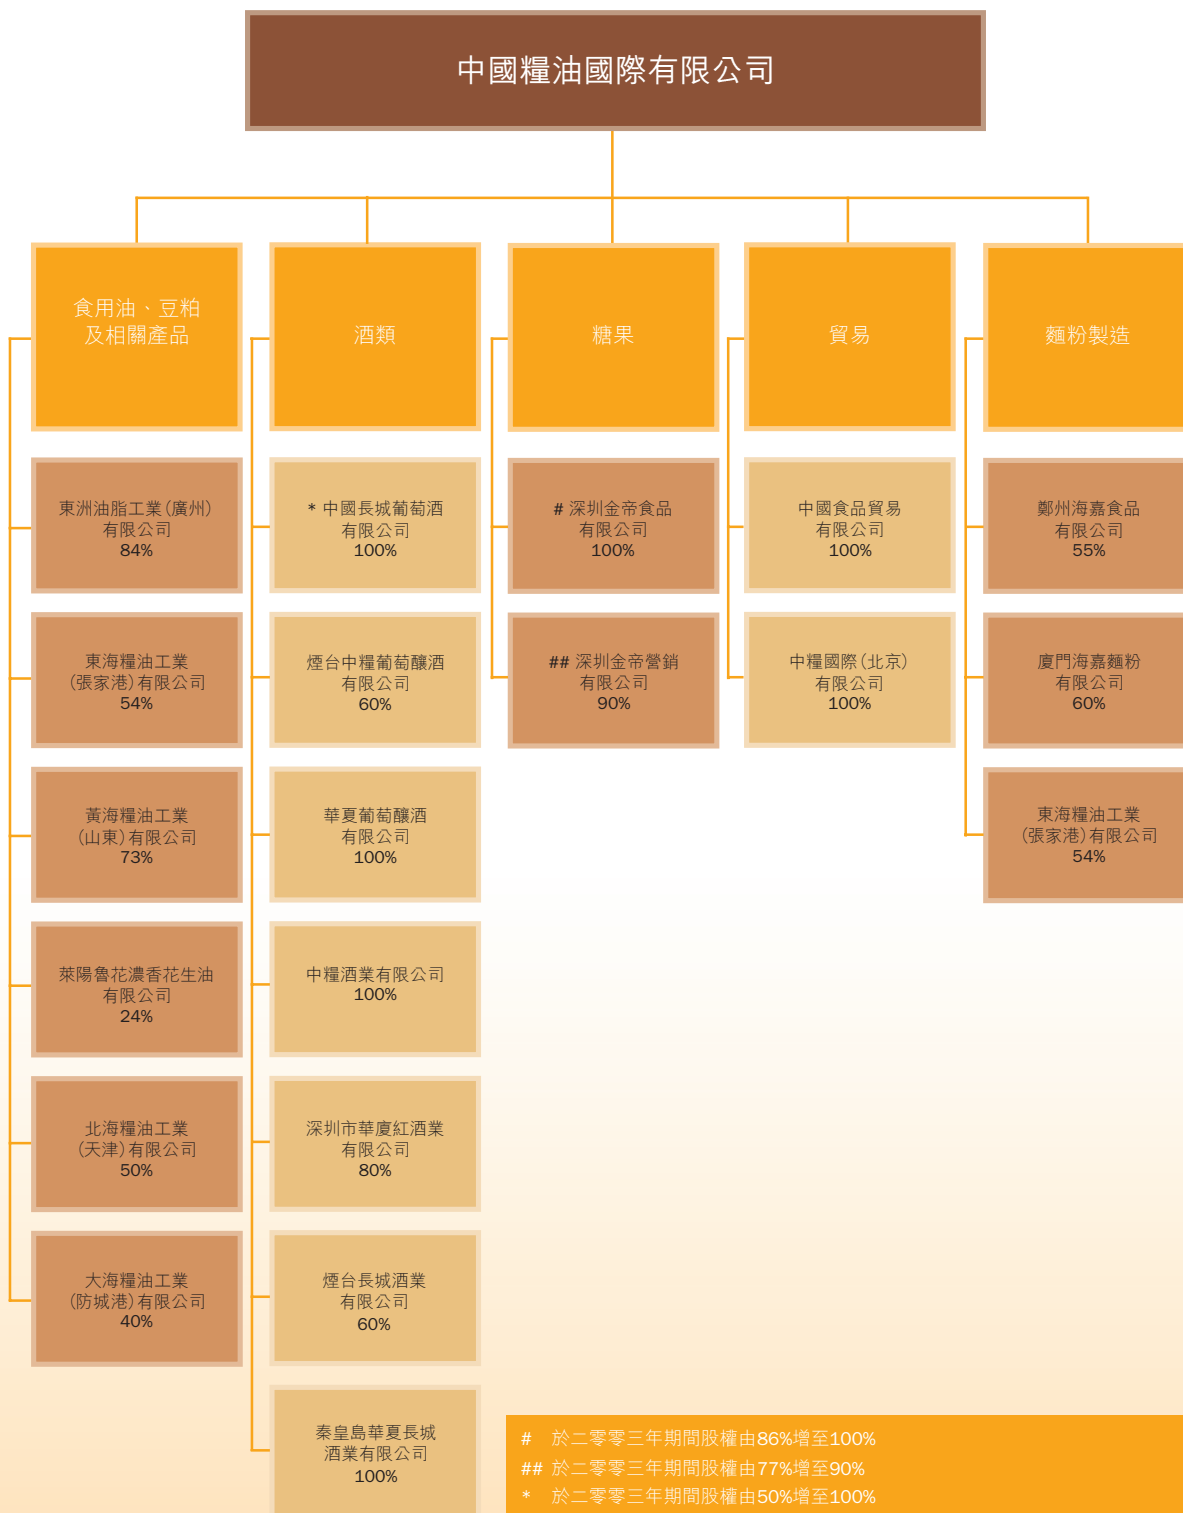 中國糧油國際有限公司
食用油、豆粕
及相關產品
東洲油脂工業(廣州)
有限公司
84%
東海糧油工業
(張家港)有限公司
54%
黃海糧油工業
(山東)有限公司
73%
萊陽魯花濃香花生油
有限公司
24%
北海糧油工業
(天津)有限公司
50%
大海糧油工業
(防城港)有限公司
40%
酒類
* 中國長城葡萄酒
有限公司
100%
煙台中糧葡萄釀酒
有限公司
60%
華夏葡萄釀酒
有限公司
100%
中糧酒業有限公司
100%
深圳市華廈紅酒業
有限公司
80%
煙台長城酒業
有限公司
60%
秦皇島華夏長城
酒業有限公司
100%
糖果
# 深圳金帝食品
有限公司
100%
## 深圳金帝營銷
有限公司
90%
貿易
中國食品貿易
有限公司
100%
中糧國際(北京)
有限公司
100%
麵粉製造
鄭州海嘉食品
有限公司
55%
廈門海嘉麵粉
有限公司
60%
東海糧油工業
(張家港)有限公司
54%
# 於二零零三年期間股權由86%增至100%
## 於二零零三年期間股權由77%增至90%
* 於二零零三年期間股權由50%增至100%